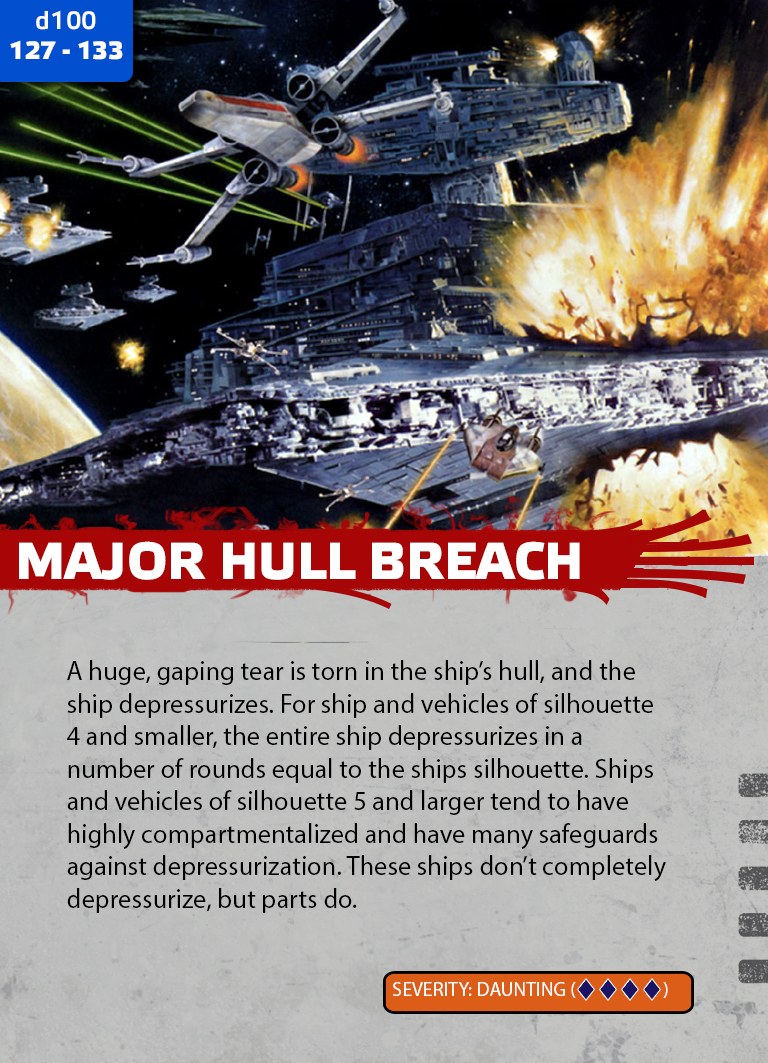 d100
127 - 133
MAJOR HULL BREACH
A huge, gaping tear is torn in the ship’s hull, and the
ship depressurizes. For ship and vehicles of silhouette
4 and smaller, the entire ship depressurizes in a
number of rounds equal to the ships silhouette. Ships
and vehicles of silhouette 5 and larger tend to have
highly compartmentalized and have many safeguards
against depressurization. These ships don’t completely
depressurize, but parts do.
SEVERITY: DAUNTING (♦♦♦♦)